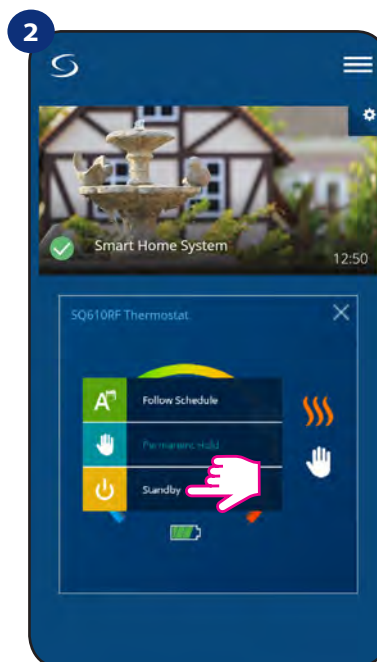 2
Smart Home System
12:50
SQ610RF Thermostat
A
Follow Schedule
Permanent Hold
Standby